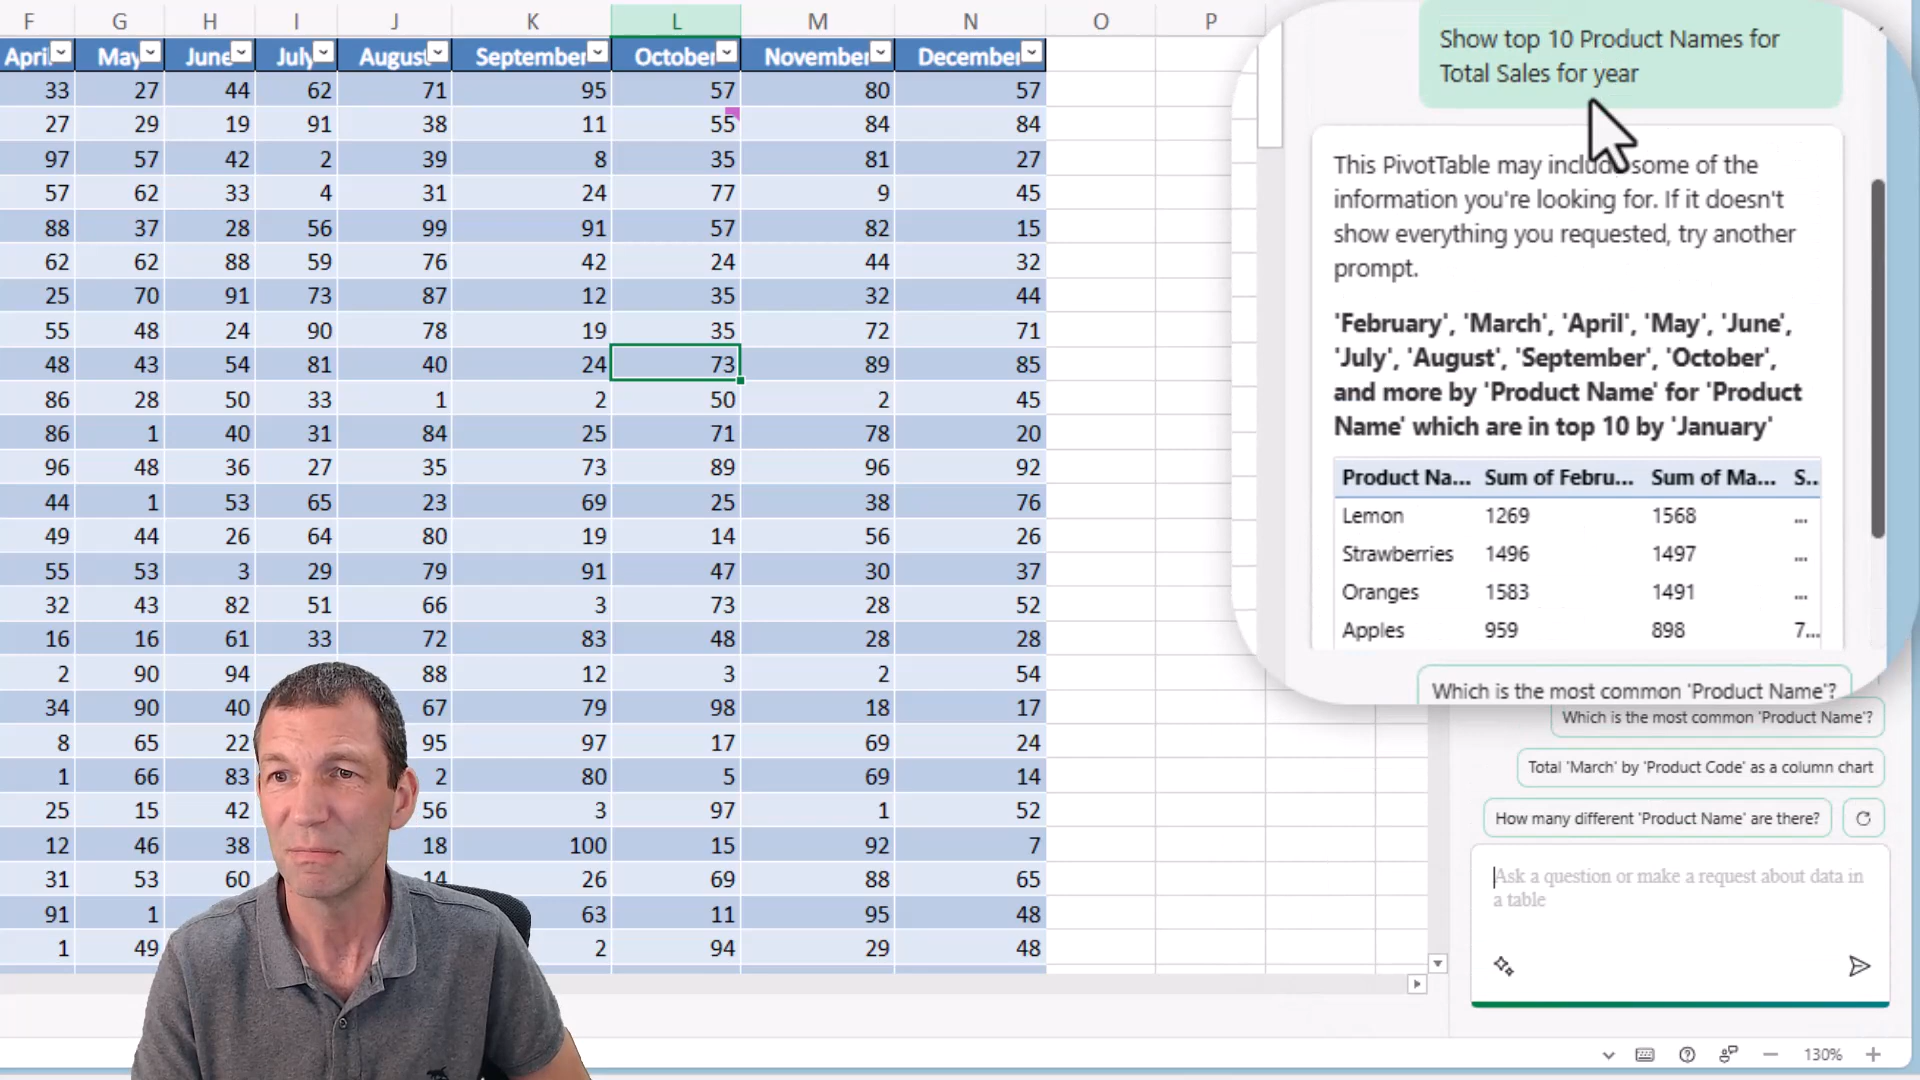 F G H I J K L M N O P
April May June July August September October November December
33 27 44 62 71 95 57 80 57
27 29 19 91 38 11 55 84 84
97 57 42 2 39 8 35 81 27
57 62 33 4 31 24 77 9 45
88 37 28 56 99 91 57 82 15
62 62 88 59 76 42 24 44 32
25 70 91 73 87 12 35 32 44
55 48 24 90 78 19 35 72 71
48 43 54 81 40 24 73 89 85
86 28 50 33 1 2 50 2 45
86 1 40 31 84 25 71 78 20
96 48 36 27 35 73 89 96 92
44 1 53 65 23 69 25 38 76
49 44 26 64 80 19 14 56 26
55 53 3 29 79 91 47 30 37
32 43 82 51 66 3 73 28 52
16 16 61 33 72 83 48 28 28
2 90 94 88 12 3 2 54
34 90 40 67 79 98 18 17
8 65 22 95 97 17 69 24
1 66 83 2 80 5 69 14
25 15 42 56 3 97 1 52
12 46 38 18 100 15 92 7
31 53 60 14 26 69 88 65
91 1 63 11 95 48
1 49 2 94 29 48
Show top 10 Product Names for
Total Sales for year
This PivotTable may include some of the
information you're looking for. If it doesn't
show everything you requested, try another
prompt.
'February', 'March', 'April', 'May', 'June',
'July', 'August', 'September', 'October',
and more by 'Product Name' for 'Product
Name' which are in top 10 by 'January'
Product Na... Sum of Febru... Sum of Ma... S..
Lemon 1269 1568 ...
Strawberries 1496 1497 ...
Oranges 1583 1491 ...
Apples 959 898 7...
Which is the most common 'Product Name'?
Which is the most common 'Product Name'?
Total 'March' by 'Product Code' as a column chart
How many different 'Product Name' are there?
Ask a question or make a request about data in
a table
130%